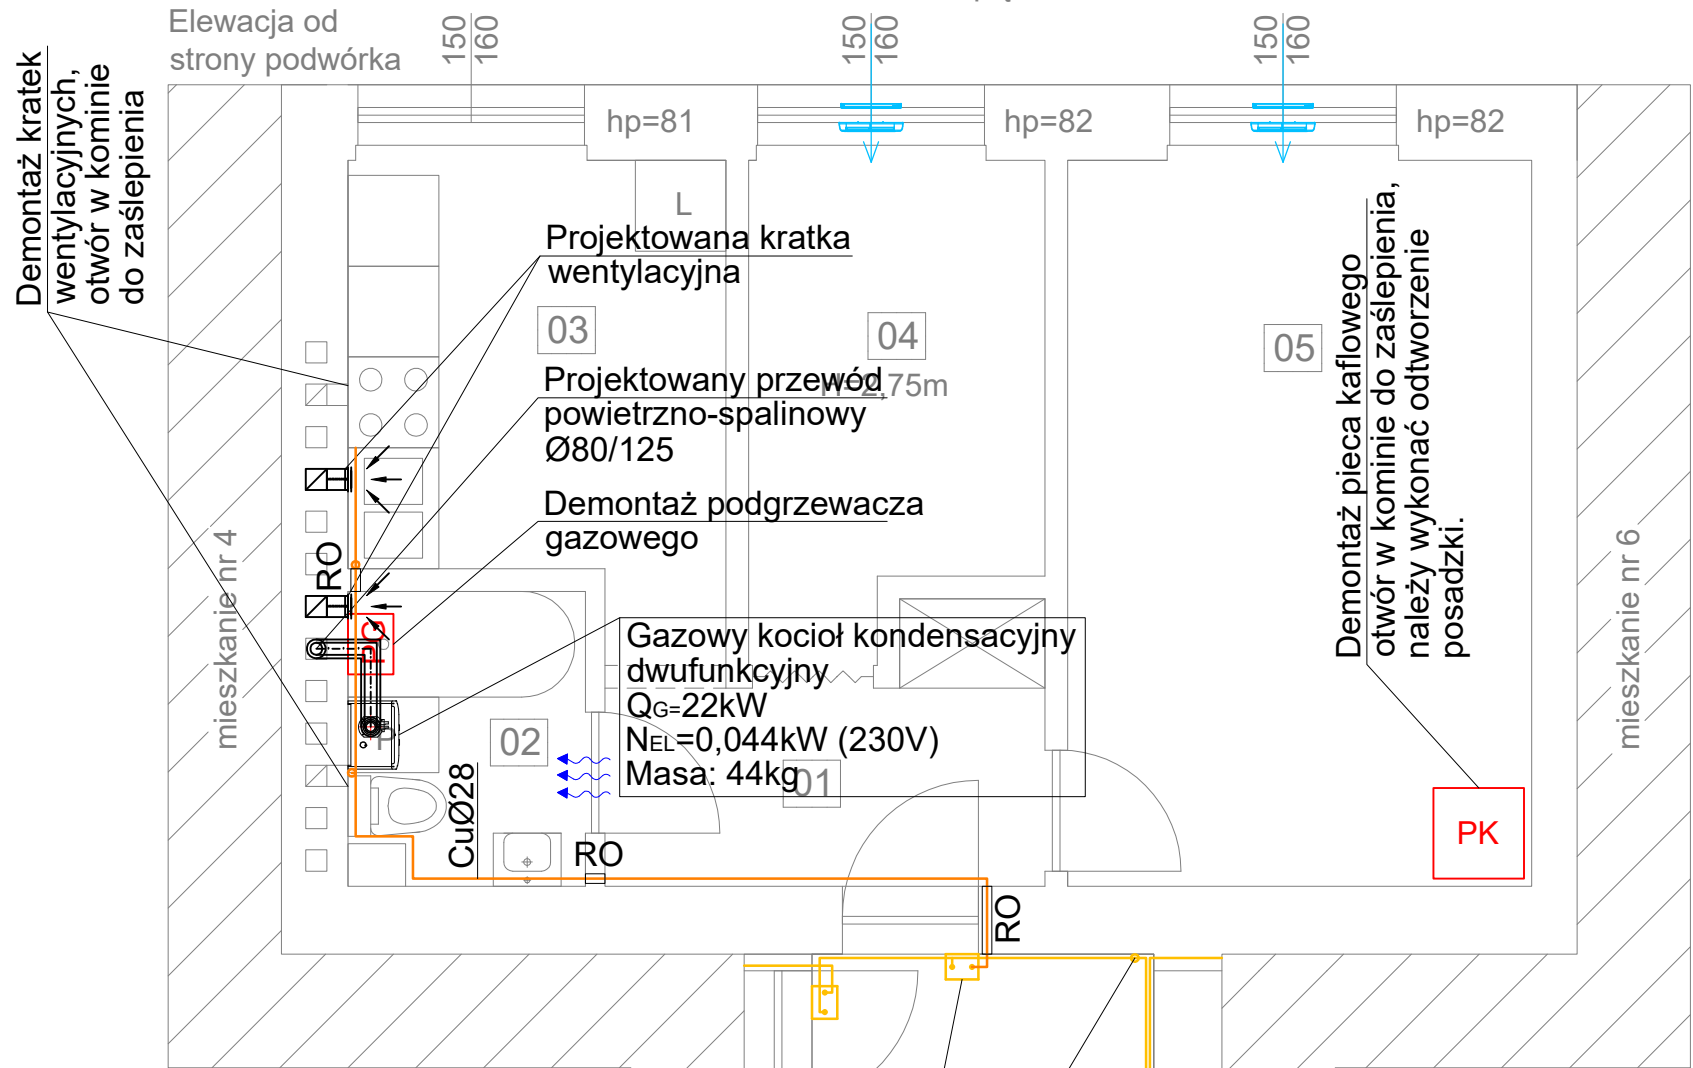 Elewacja od
strony podwórka
150
160
150
160
150
160
Demontaż kratek
wentylacyjnych,
otwór w kominie
do zaślepienia
hp=81
hp=82
hp=82
L
Projektowana kratka
wentylacyjna
03
04
H=2,75m
05
Projektowany przewód
powietrzno-spalinowy
Ø80/125
Demontaż podgrzewacza
gazowego
Demontaż pieca kaflowego
otwór w kominie do zaślepienia,
należy wykonać odtworzenie
posadzki.
mieszkanie nr 4
mieszkanie nr 6
RO
PG
P
Gazowy kocioł kondensacyjny
dwufunkcyjny
QG=22kW
NEL=0,044kW (230V)
Masa: 44kg
02
01
CuØ28
RO
RO
PK